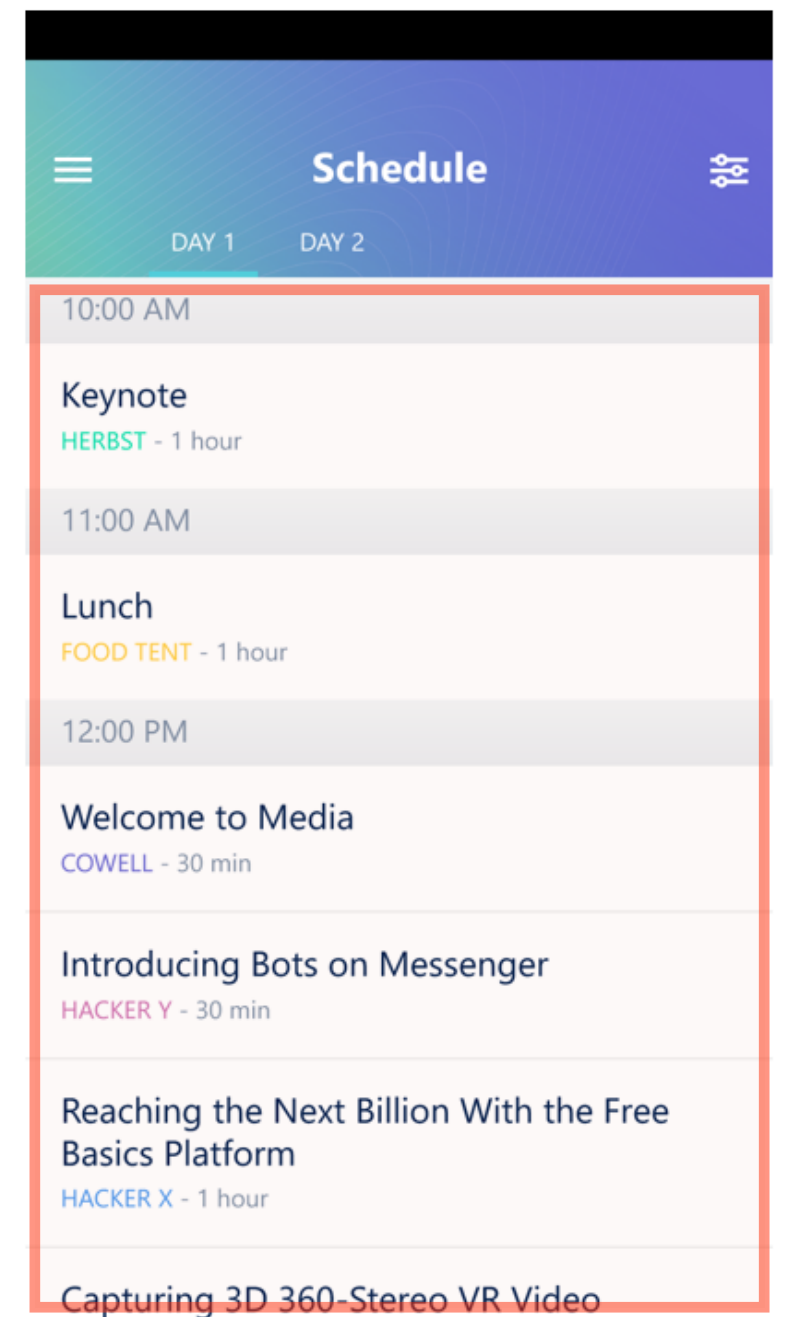 Schedule
DAY 1 DAY 2
10:00 AM
Keynote
HERBST - 1 hour
11:00 AM
Lunch
FOOD TENT - 1 hour
12:00 PM
Welcome to Media
COWELL - 30 min
Introducing Bots on Messenger
HACKER Y - 30 min
Reaching the Next Billion With the Free
Basics Platform
HACKER X - 1 hour
Capturing 3D 360-Stereo VR Video